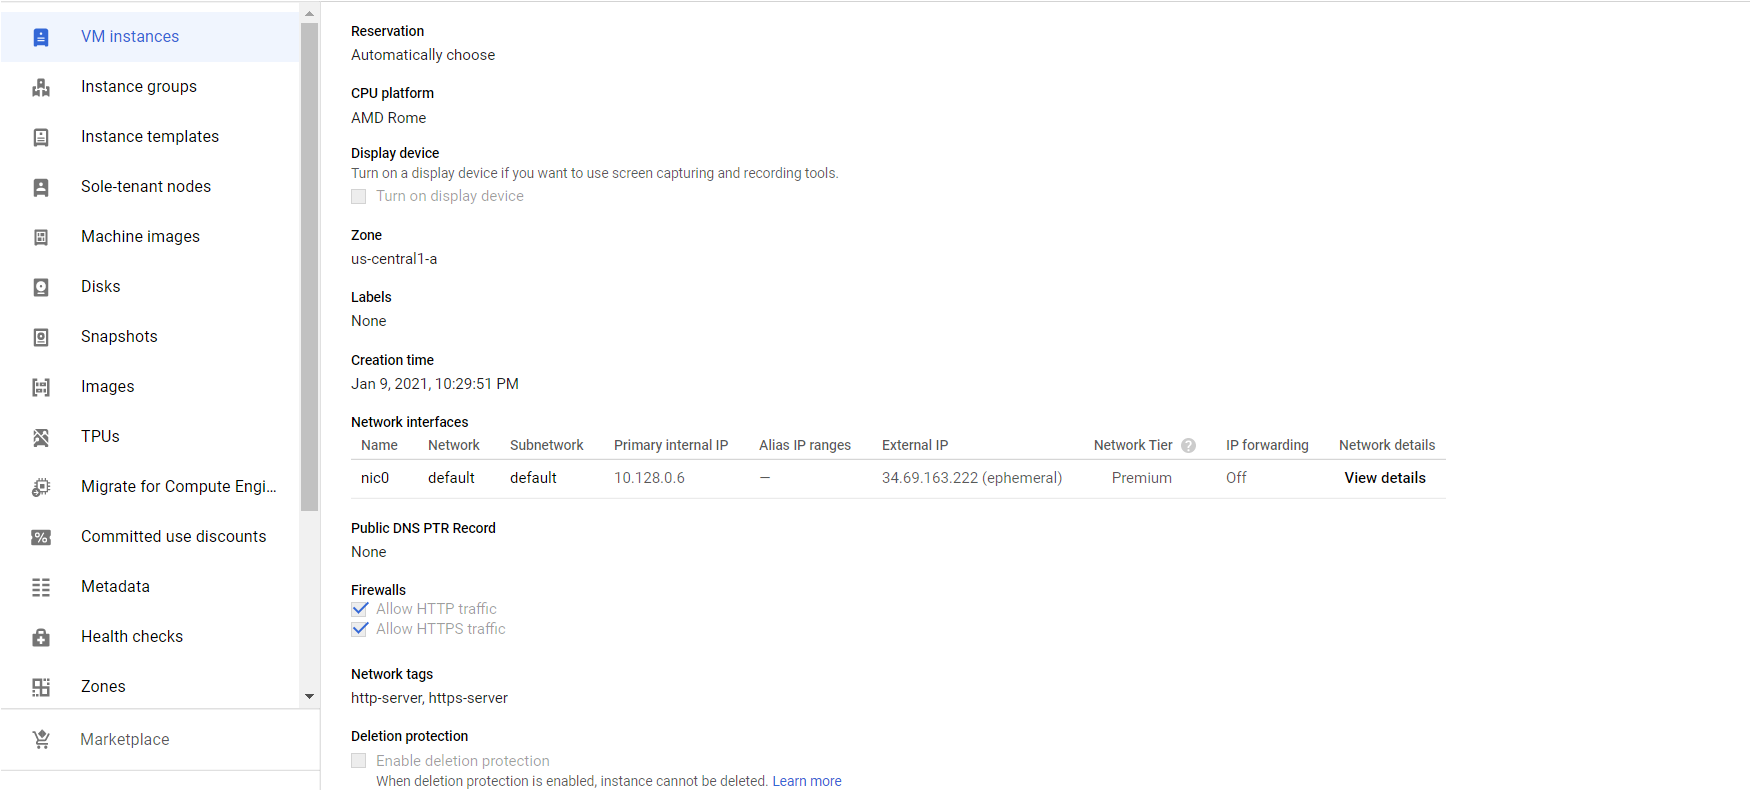 VM instances
Instance groups
Instance templates
Sole-tenant nodes
Machine images
Disks
Snapshots
Images
TPUs
Migrate for Compute Engi...
Committed use discounts
Metadata
Health checks
Zones
Marketplace
Reservation
Automatically choose
CPU platform
AMD Rome
Display device
Turn on a display device if you want to use screen capturing and recording tools.
Turn on display device
Zone
us-central1-a
Labels
None
Creation time
Jan 9, 2021, 10:29:51 PM
Network interfaces
Name Network Subnetwork Primary internal IP Alias IP ranges External IP Network Tier ? IP forwarding Network details
nic0 default default 10.128.0.6 — 34.69.163.222 (ephemeral) Premium Off View details
Public DNS PTR Record
None
Firewalls
Allow HTTP traffic
Allow HTTPS traffic
Network tags
http-server, https-server
Deletion protection
Enable deletion protection
When deletion protection is enabled, instance cannot be deleted. Learn more